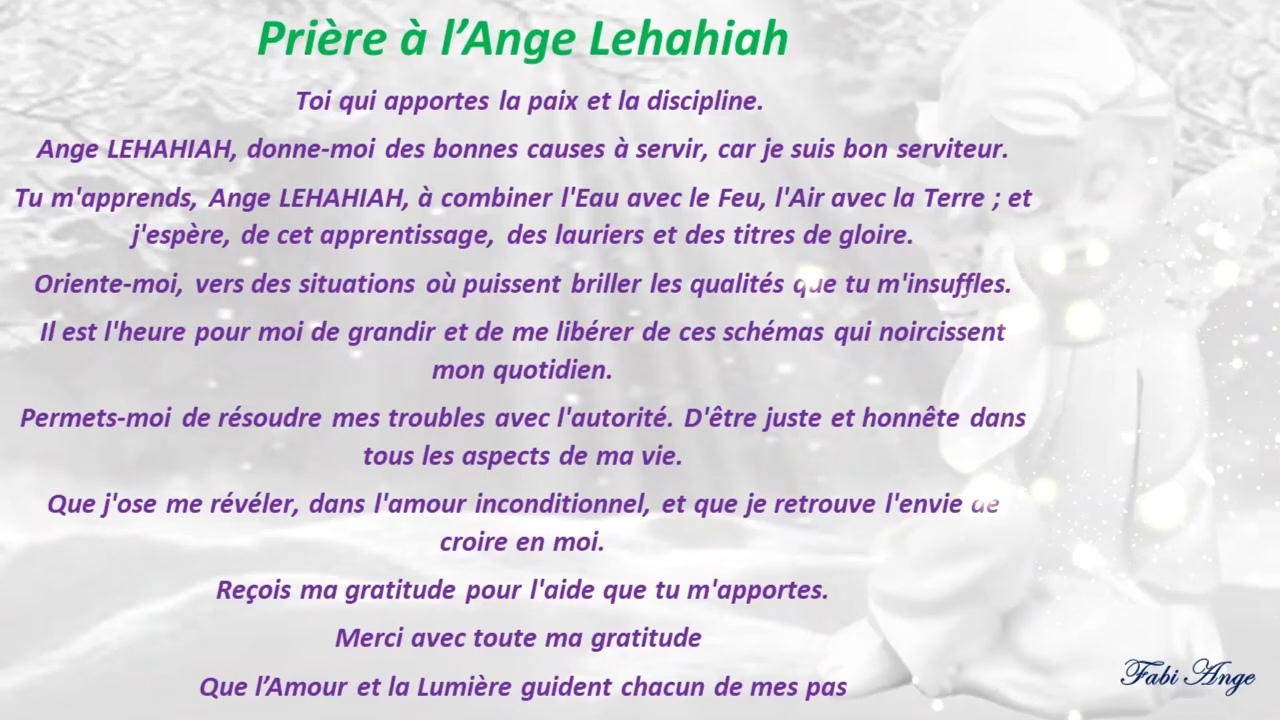 Prière à l’Ange Lehahiah
Toi qui apportes la paix et la discipline.
Ange LEHAHIAH, donne-moi des bonnes causes à servir, car je suis bon serviteur.
Tu m'apprends, Ange LEHAHIAH, à combiner l'Eau avec le Feu, l'Air avec la Terre ; et
j'espère, de cet apprentissage, des lauriers et des titres de gloire.
Oriente-moi, vers des situations où puissent briller les qualités que tu m'insuffles.
Il est l'heure pour moi de grandir et de me libérer de ces schémas qui noircissent
mon quotidien.
Permets-moi de résoudre mes troubles avec l'autorité. D'être juste et honnête dans
tous les aspects de ma vie.
Que j'ose me révéler, dans l'amour inconditionnel, et que je retrouve l'envie de
croire en moi.
Reçois ma gratitude pour l'aide que tu m'apportes.
Merci avec toute ma gratitude
Que l’Amour et la Lumière guident chacun de mes pas
Fabi Ange